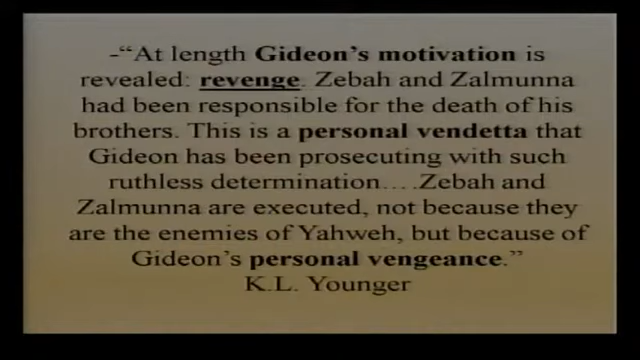 -“At length Gideon’s motivation is
revealed: revenge. Zebah and Zalmunna
had been responsible for the death of his
brothers. This is a personal vendetta that
Gideon has been prosecuting with such
ruthless determination….Zebah and
Zalmunna are executed, not because they
are the enemies of Yahweh, but because of
Gideon’s personal vengeance.”
K.L. Younger